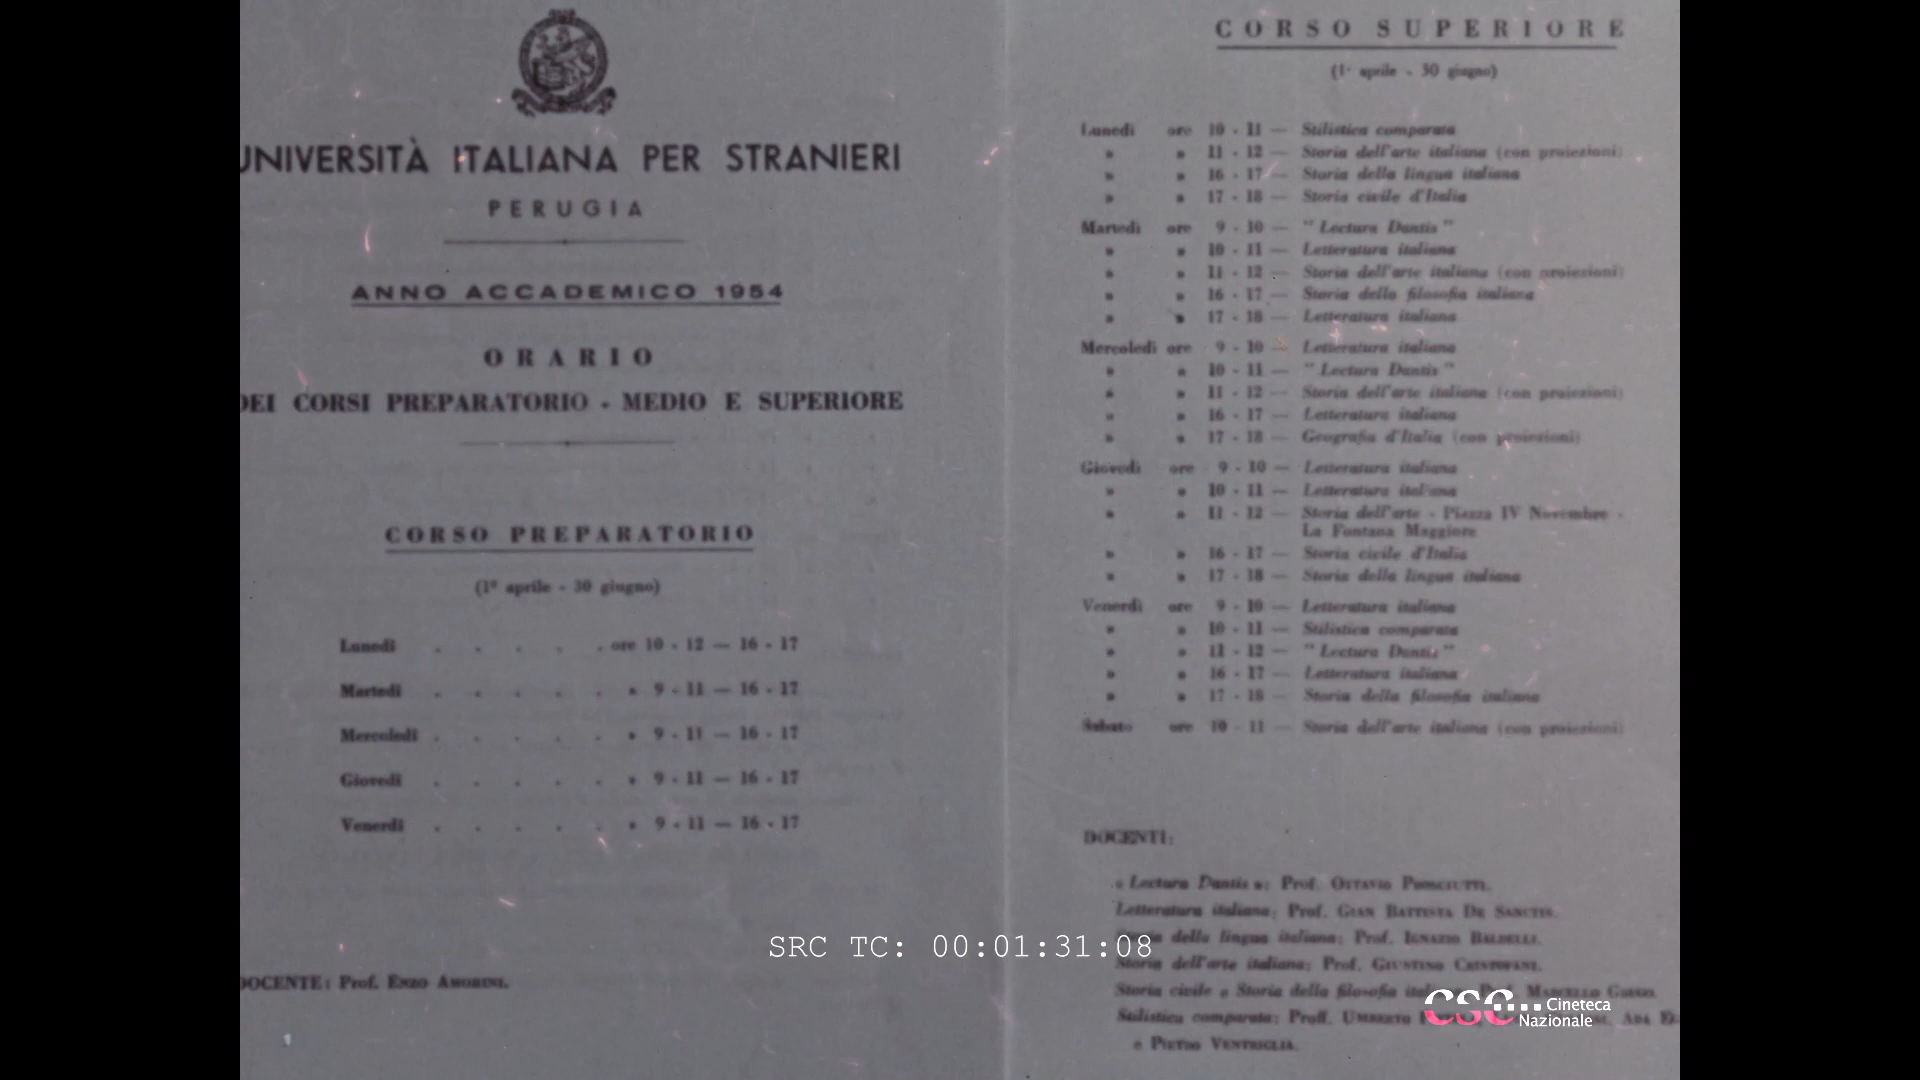 UNIVERSITÀ ITALIANA PER STRANIERI
PERUGIA
ANNO ACCADEMICO 1954
ORARIO
DEI CORSI PREPARATORIO - MEDIO E SUPERIORE
CORSO PREPARATORIO
(1º aprile - 30 giugno)
Lunedì . . . . . ore 10 - 12 — 16 - 17
Martedì . . . . . » 9 - 11 — 16 - 17
Mercoledì . . . . . » 9 - 11 — 16 - 17
Giovedì . . . . . » 9 - 11 — 16 - 17
Venerdì . . . . . » 9 - 11 — 16 - 17
DOCENTE: Prof. ENZO AMORINI.
CORSO SUPERIORE
(1º aprile - 30 giugno)
Lunedì ore 10 - 11 — Stilistica comparata
» » 11 - 12 — Storia dell'arte italiana (con proiezioni)
» » 16 - 17 — Storia della lingua italiana
» » 17 - 18 — Storia civile d'Italia
Martedì ore 9 - 10 — "Lectura Dantis"
» » 10 - 11 — Letteratura italiana
» » 11 - 12 — Storia dell'arte italiana (con proiezioni)
» » 16 - 17 — Storia della filosofia italiana
» » 17 - 18 — Letteratura italiana
Mercoledì ore 9 - 10 — Letteratura italiana
» » 10 - 11 — "Lectura Dantis"
» » 11 - 12 — Storia dell'arte italiana (con proiezioni)
» » 16 - 17 — Letteratura italiana
» » 17 - 18 — Geografia d'Italia (con proiezioni)
Giovedì ore 9 - 10 — Letteratura italiana
» » 10 - 11 — Letteratura italiana
» » 11 - 12 — Storia dell'arte - Piazza IV Novembre -
La Fontana Maggiore
» » 16 - 17 — Storia civile d'Italia
» » 17 - 18 — Storia della lingua italiana
Venerdì ore 9 - 10 — Letteratura italiana
» » 10 - 11 — Stilistica comparata
» » 11 - 12 — "Lectura Dantis"
» » 16 - 17 — Letteratura italiana
» » 17 - 18 — Storia della filosofia italiana
Sabato ore 10 - 11 — Storia dell'arte italiana (con proiezioni)
DOCENTI:
« Lectura Dantis »: Prof. OTTAVIO PROSCIUTTI.
Letteratura italiana; Prof. GIAN BATTISTA DE SANCTIS.
della lingua italiana; Prof. IGNAZIO BALDELLI.
Storia dell'arte italiana; Prof. GIUSTINO CRISTOFANI.
Storia civile e Storia della filosofia MARCELLO
Stilistica comparata; Proff. UMBERTO ADA
e PIETRO VENTRIGLIA.
SRC TC: 00:01:31:08
CSC... Cineteca
Nazionale